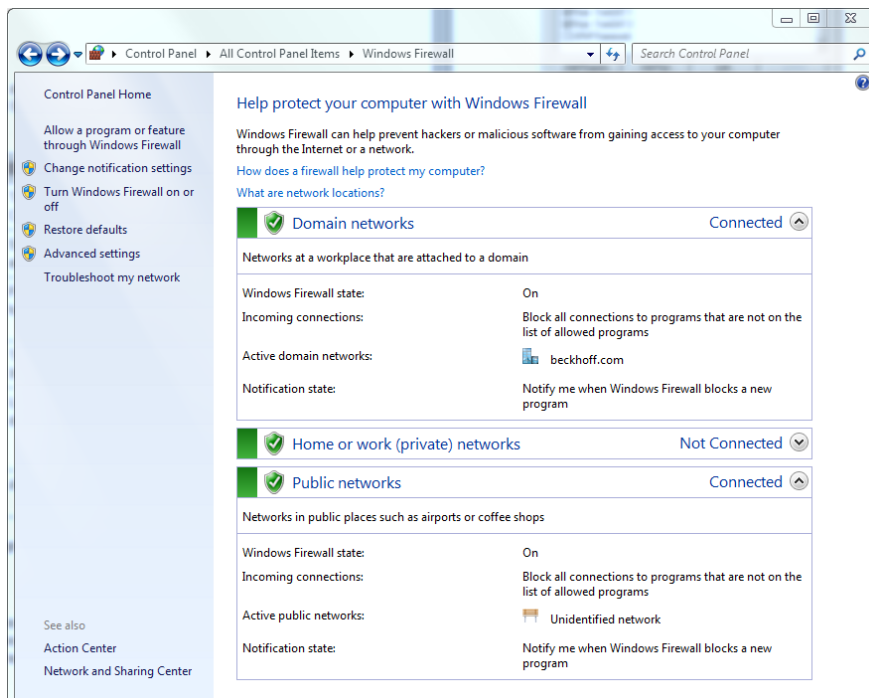 Control Panel ▸ All Control Panel Items ▸ Windows Firewall
Search Control Panel
Control Panel Home
Allow a program or feature
through Windows Firewall
Change notification settings
Turn Windows Firewall on or
off
Restore defaults
Advanced settings
Troubleshoot my network
See also
Action Center
Network and Sharing Center
Help protect your computer with Windows Firewall
Windows Firewall can help prevent hackers or malicious software from gaining access to your computer
through the Internet or a network.
How does a firewall help protect my computer?
What are network locations?
Domain networks Connected
Networks at a workplace that are attached to a domain
Windows Firewall state: On
Incoming connections: Block all connections to programs that are not on the
list of allowed programs
Active domain networks: beckhoff.com
Notification state: Notify me when Windows Firewall blocks a new
program
Home or work (private) networks Not Connected
Public networks Connected
Networks in public places such as airports or coffee shops
Windows Firewall state: On
Incoming connections: Block all connections to programs that are not on the
list of allowed programs
Active public networks: Unidentified network
Notification state: Notify me when Windows Firewall blocks a new
program